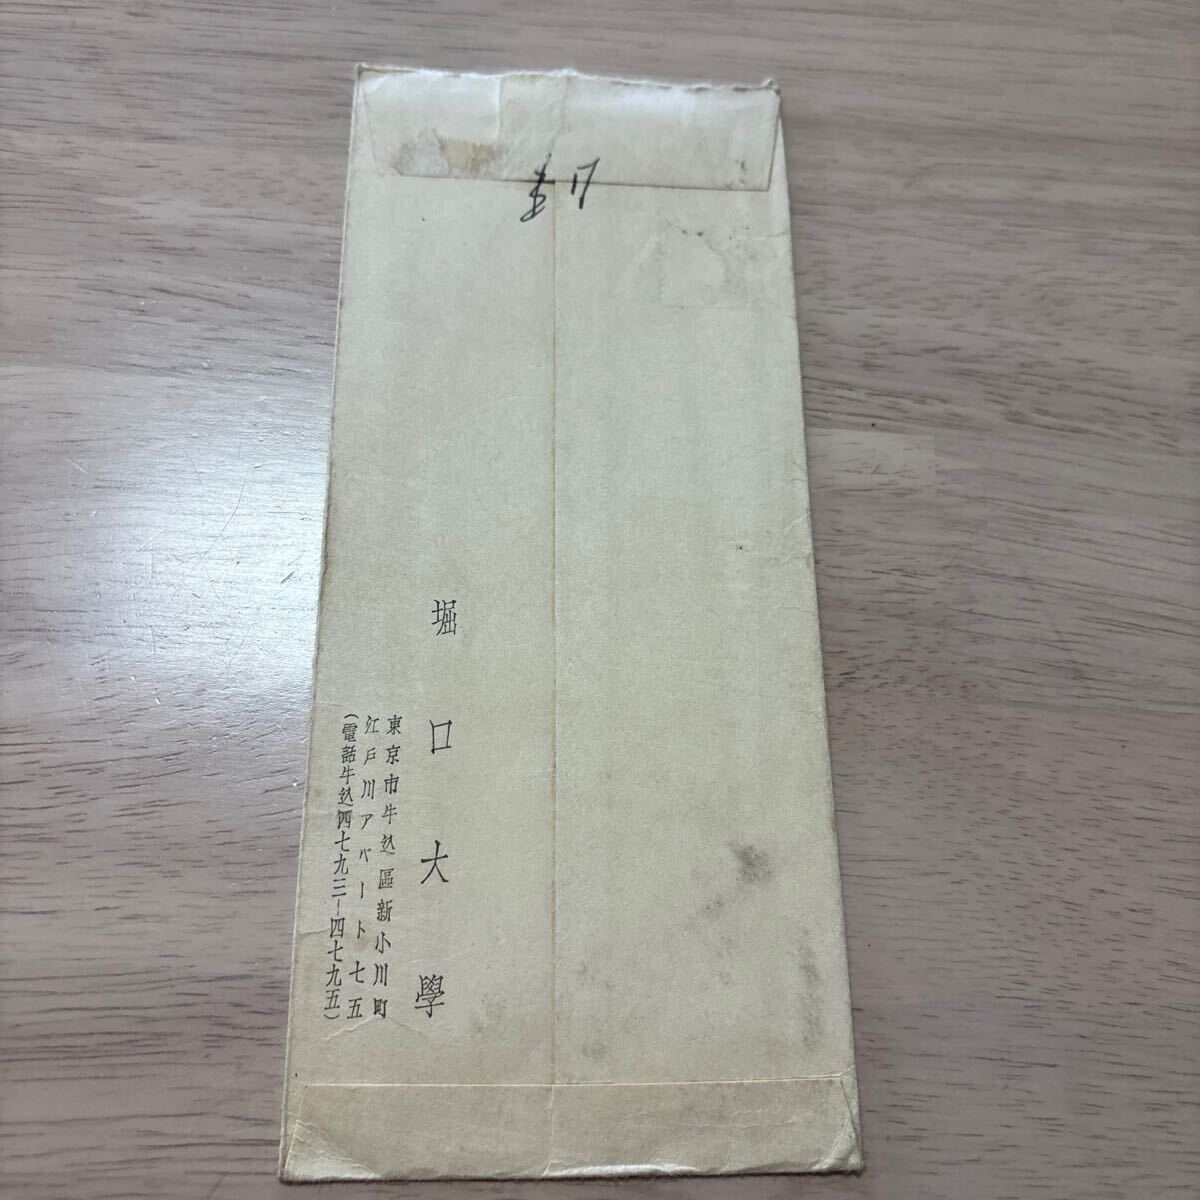 堀口大學
東京市牛込區新小川町
江戸川アパート七五
(電話牛込四七九三—四七九五)